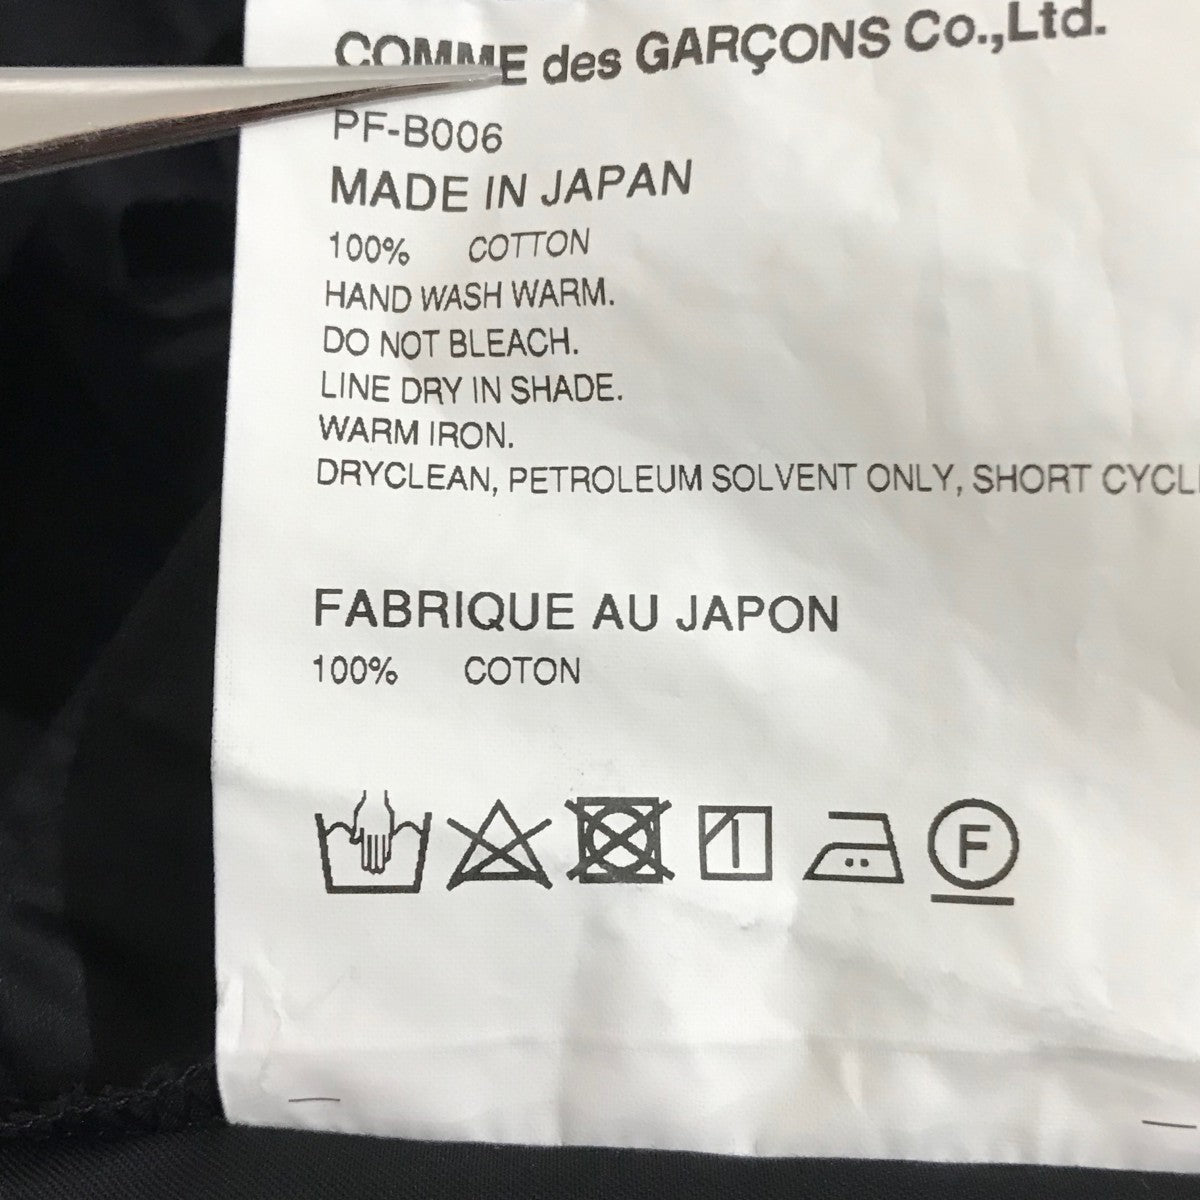 COMME des GARÇONS Co.,Ltd.
PF-B006
MADE IN JAPAN
100% COTTON
HAND WASH WARM.
DO NOT BLEACH.
LINE DRY IN SHADE.
WARM IRON.
DRYCLEAN, PETROLEUM SOLVENT ONLY, SHORT CYCL
FABRIQUE AU JAPON
100% COTON
F